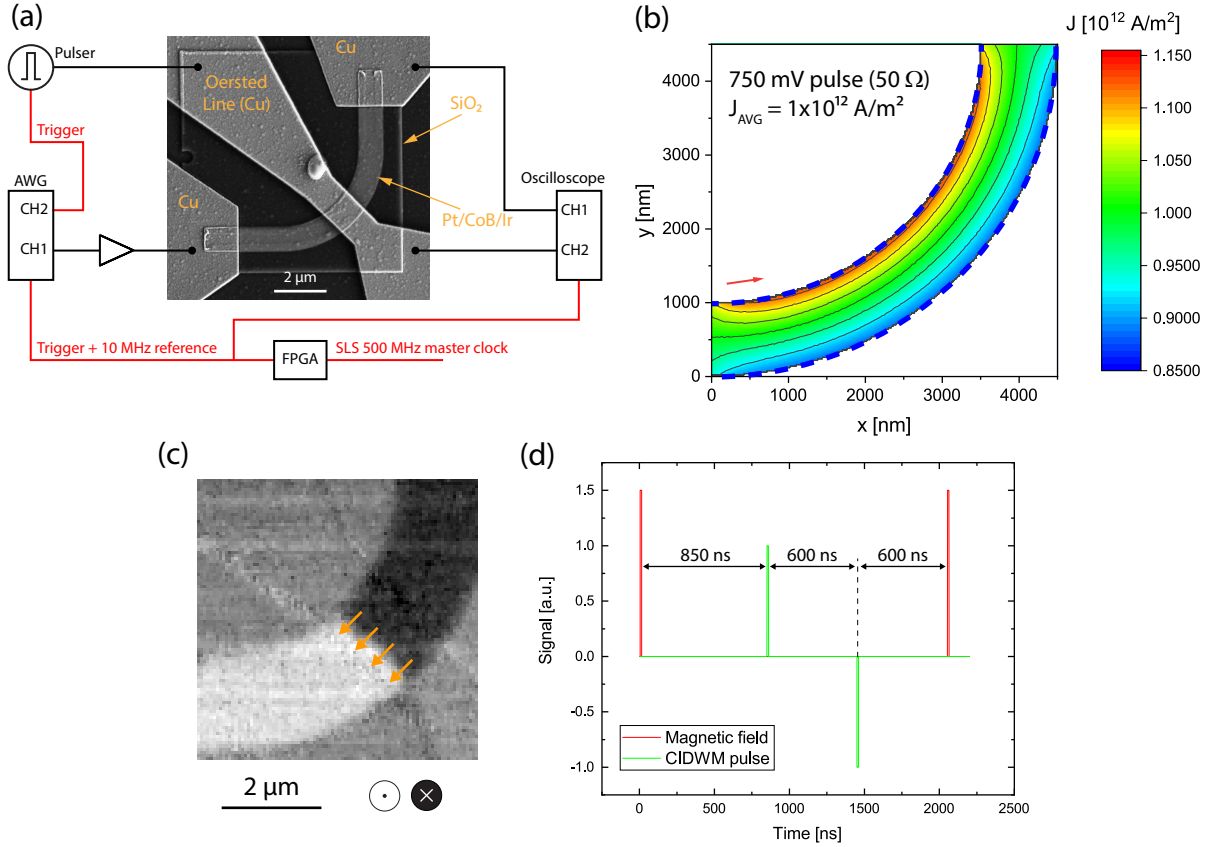 (a)
Pulser
Trigger
AWG
CH2
CH1
Oersted
Line (Cu)
Cu
Cu
SiO₂
Pt/CoB/Ir
2 µm
Oscilloscope
CH1
CH2
Trigger + 10 MHz reference
FPGA
SLS 500 MHz master clock
(b)
J [10¹² A/m²]
750 mV pulse (50 Ω)
J_AVG = 1x10¹² A/m²
4000
3000
2000
1000
0
y [nm]
0
1000
2000
3000
4000
x [nm]
1.150
1.100
1.050
1.000
0.9500
0.9000
0.8500
(c)
2 µm
(d)
1.5
1.0
0.5
0.0
-0.5
-1.0
Signal [a.u.]
850 ns
600 ns
600 ns
Magnetic field
CIDWM pulse
0
500
1000
1500
2000
2500
Time [ns]